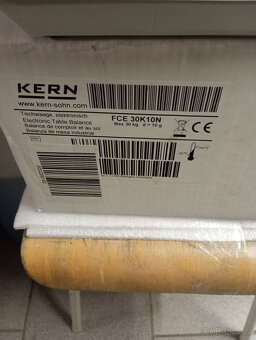 KERN
www.kern-sohn.com
Tischwaage, elektronisch
Electronic Table Balance
Balance de comptoir et au sol
Balanza de mesa industrial
FCE 30K10N
Max 30 kg d = 10 g
CE